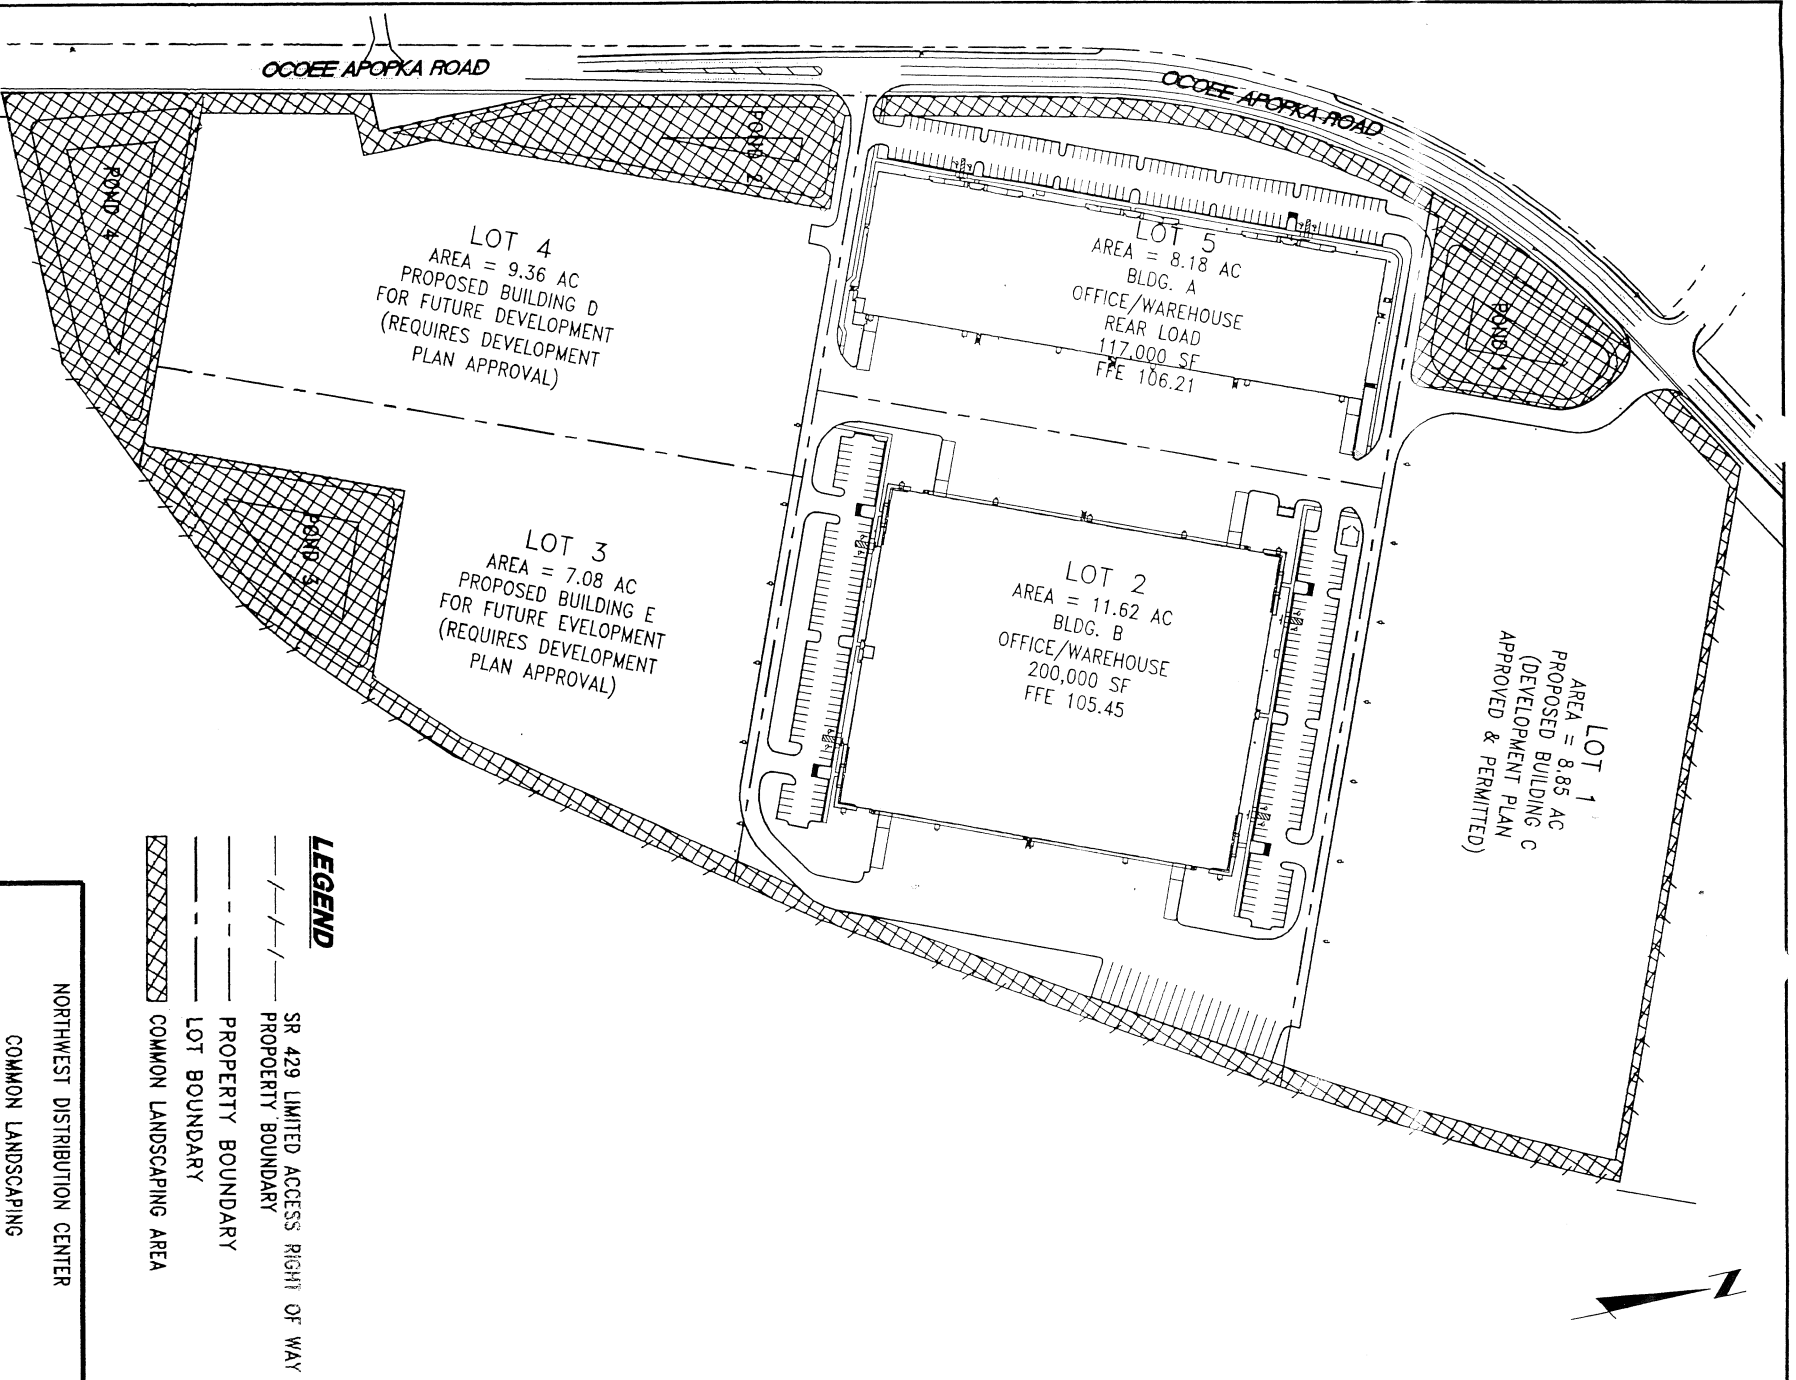 OCOEE APOPKA ROAD
OCOEE APOPKA ROAD
POND 4
POND 2
POND 1
POND 3
LOT 4
AREA = 9.36 AC
PROPOSED BUILDING D
FOR FUTURE DEVELOPMENT
(REQUIRES DEVELOPMENT
PLAN APPROVAL)
LOT 5
AREA = 8.18 AC
BLDG. A
OFFICE/WAREHOUSE
REAR LOAD
117,000 SF
FFE 106.21
LOT 3
AREA = 7.08 AC
PROPOSED BUILDING E
FOR FUTURE EVELOPMENT
(REQUIRES DEVELOPMENT
PLAN APPROVAL)
LOT 2
AREA = 11.62 AC
BLDG. B
OFFICE/WAREHOUSE
200,000 SF
FFE 105.45
LOT 1
AREA = 8.85 AC
PROPOSED BUILDING C
(DEVELOPMENT PLAN
APPROVED & PERMITTED)
LEGEND
SR 429 LIMITED ACCESS RIGHT OF WAY
PROPOERTY BOUNDARY
PROPERTY BOUNDARY
LOT BOUNDARY
COMMON LANDSCAPING AREA
N
NORTHWEST DISTRIBUTION CENTER
COMMON LANDSCAPING